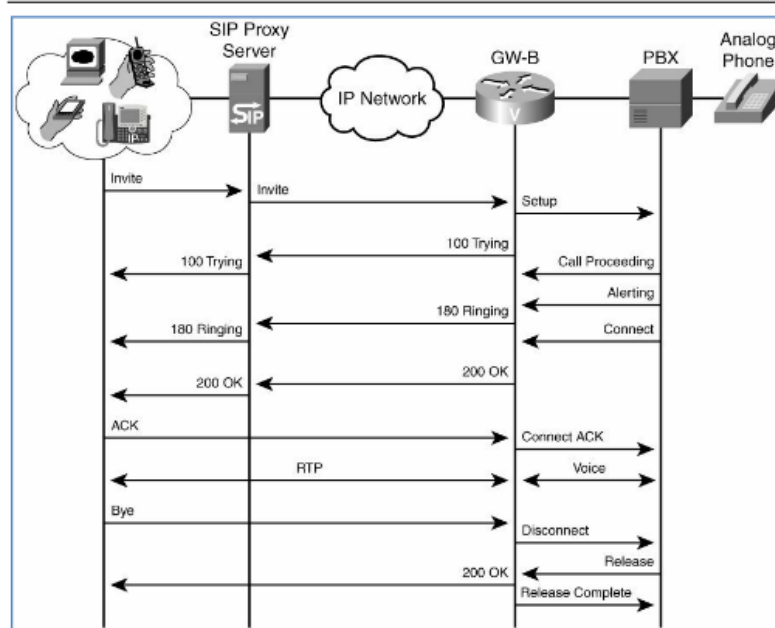 SIP Proxy
Server
GW-B
PBX
Analog
Phone
IP Network
SIP
IP
V
Invite
Invite
Setup
100 Trying
Call Proceeding
100 Trying
Alerting
180 Ringing
Connect
180 Ringing
200 OK
200 OK
ACK
Connect ACK
RTP
Voice
Bye
Disconnect
Release
200 OK
Release Complete